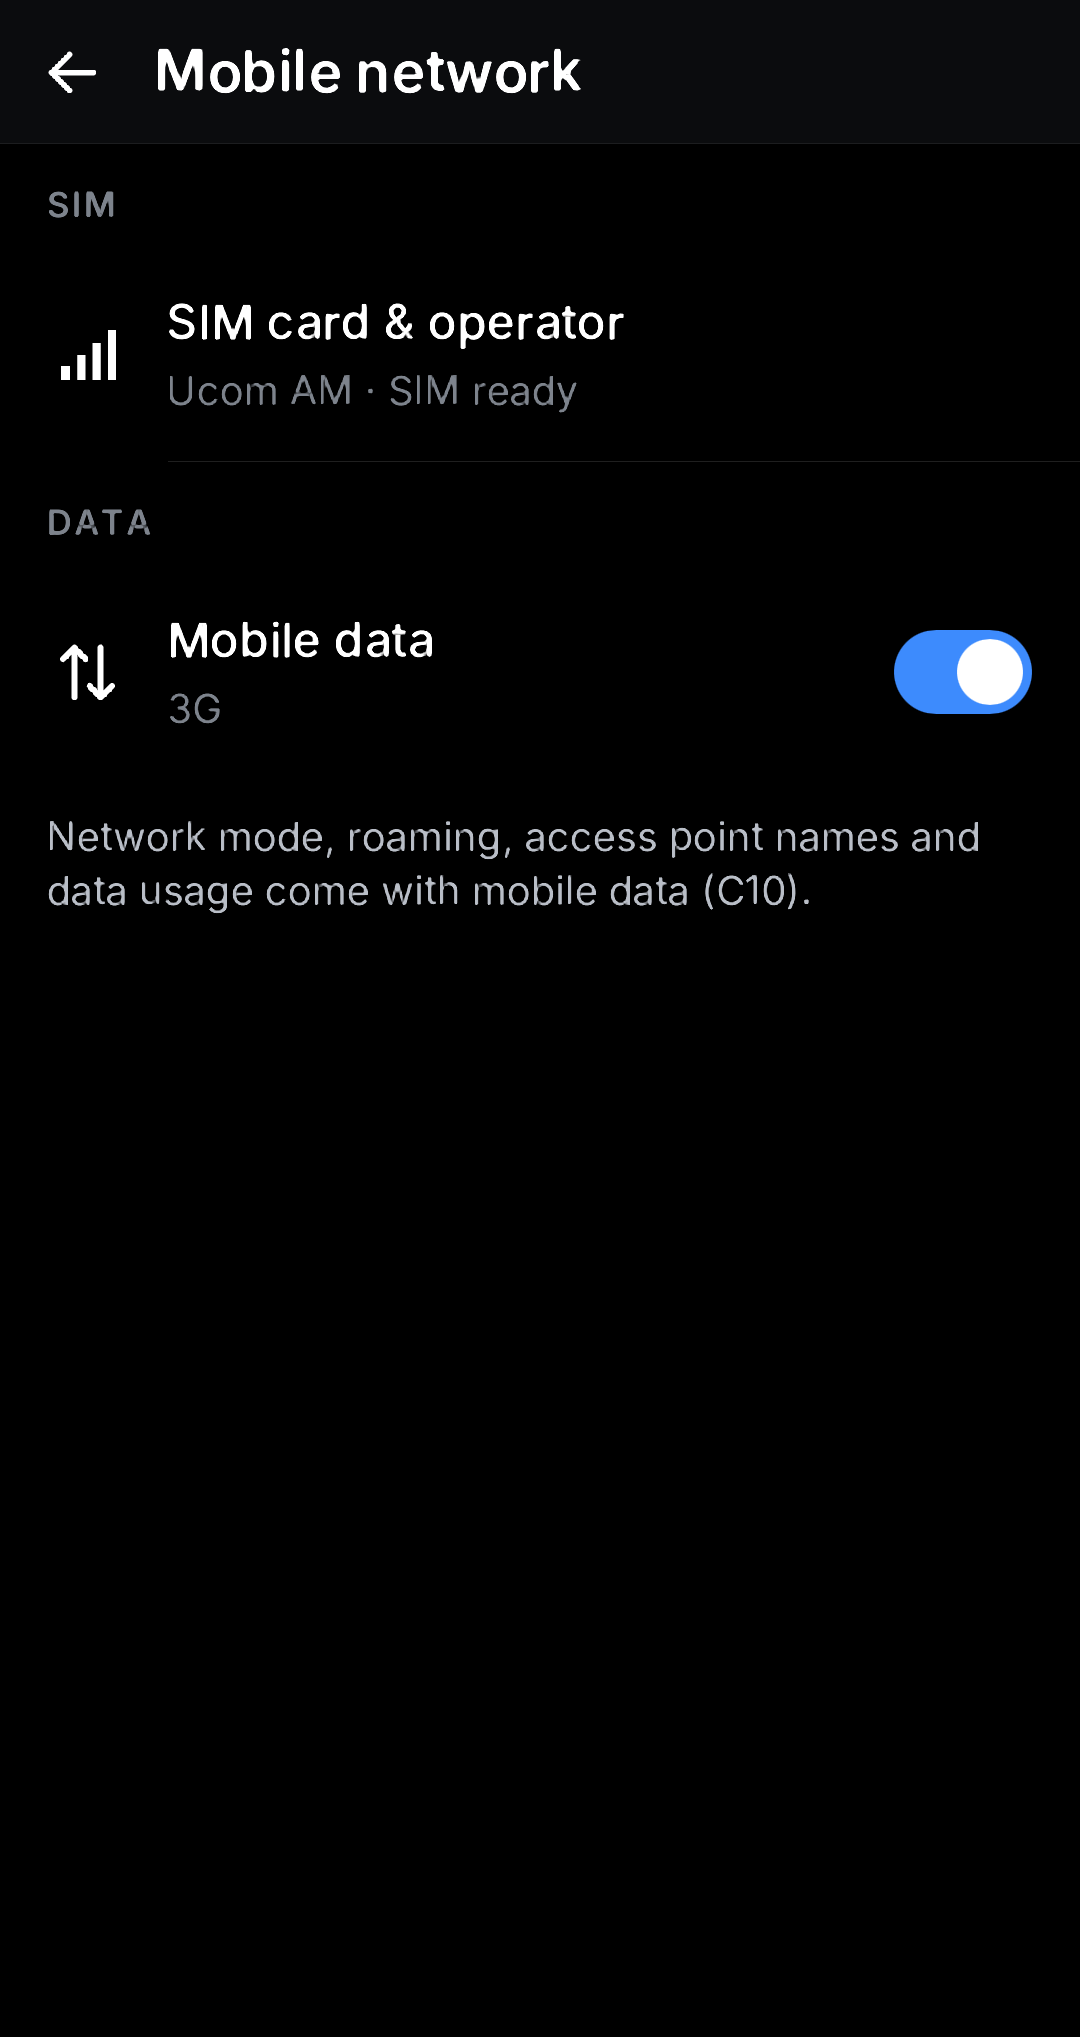 Mobile network
SIM
SIM card & operator
Ucom AM · SIM ready
DATA
Mobile data
3G
Network mode, roaming, access point names and
data usage come with mobile data (C10).